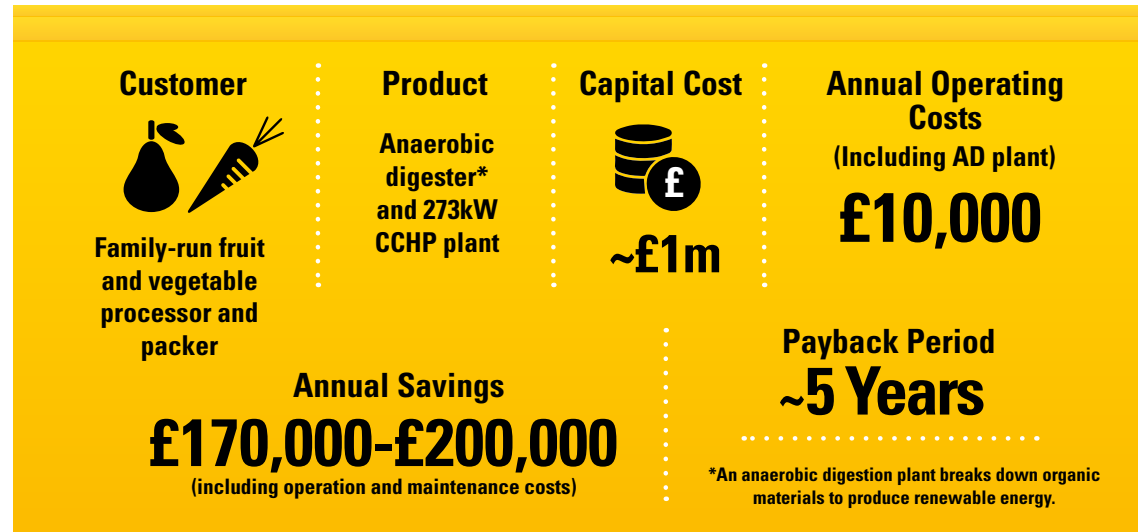 Customer
Family-run fruit
and vegetable
processor and
packer
Product
Anaerobic
digester*
and 273kW
CCHP plant
Capital Cost
£
~£1m
Annual Operating
Costs
(Including AD plant)
£10,000
Annual Savings
£170,000-£200,000
(including operation and maintenance costs)
Payback Period
~5 Years
*An anaerobic digestion plant breaks down organic
materials to produce renewable energy.